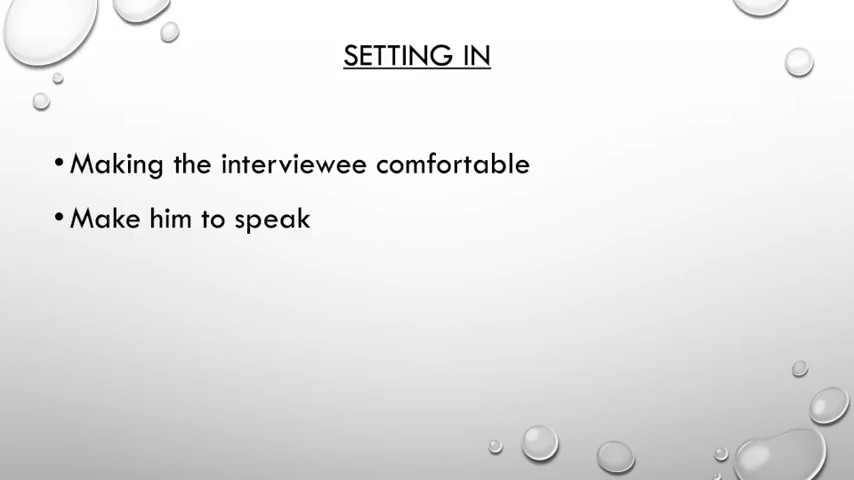 SETTING IN
• Making the interviewee comfortable
• Make him to speak